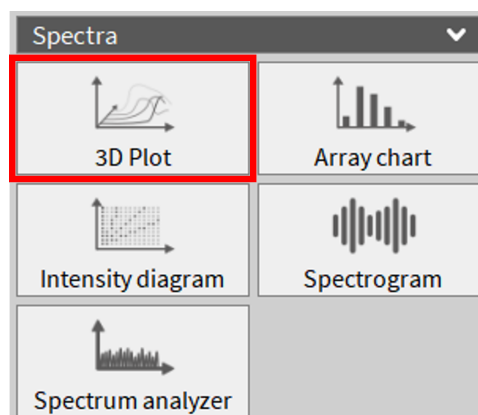 Spectra
3D Plot
Array chart
Intensity diagram
Spectrogram
Spectrum analyzer